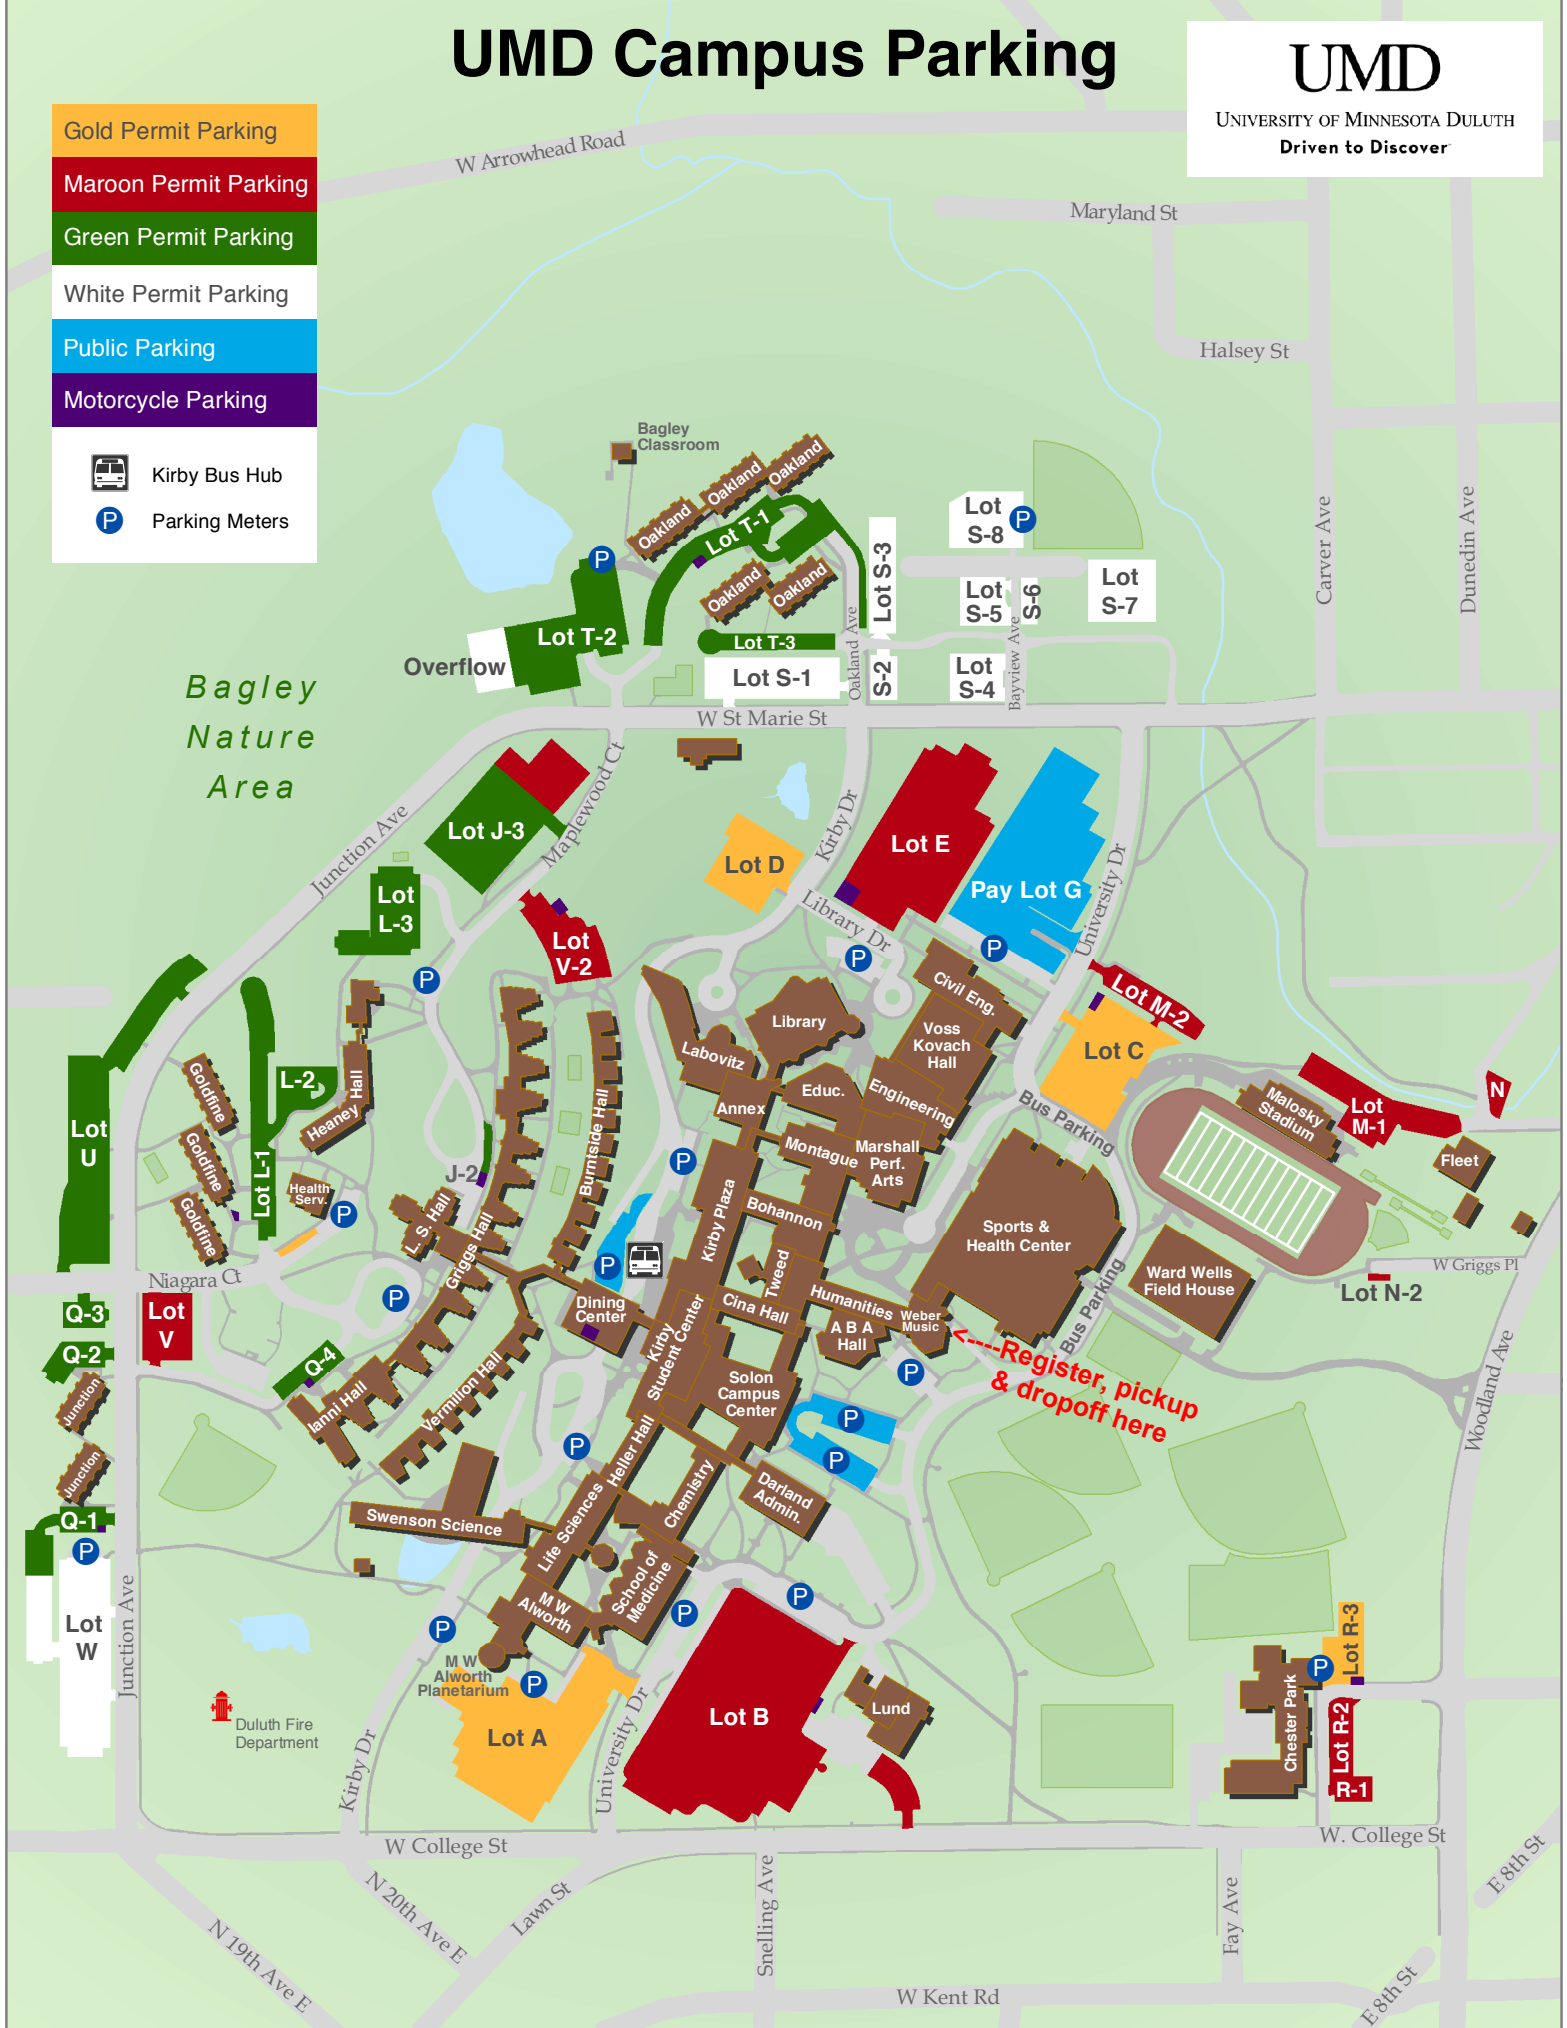 UMD Campus Parking
UMD
UNIVERSITY OF MINNESOTA DULUTH
Driven to Discover
Gold Permit Parking
Maroon Permit Parking
Green Permit Parking
White Permit Parking
Public Parking
Motorcycle Parking
Kirby Bus Hub
P
Parking Meters
W Arrowhead Road
Maryland St
Halsey St
Carver Ave
Dunedin Ave
Bagley
Classroom
Oakland
Oakland
Oakland
Lot T-1
Oakland
Oakland
P
Lot T-2
Overflow
Lot T-3
Lot S-1
Oakland Ave
Lot S-3
S-2
Lot
S-8
P
Lot
S-5
S-6
Lot
S-7
Lot
S-4
Bayview Ave
W St Marie St
Bagley
Nature
Area
Junction Ave
Maplewood Ct
Lot J-3
Lot
L-3
Lot
V-2
P
Lot D
Kirby Dr
Library Dr
Lot E
Pay Lot G
University Dr
P
P
Lot M-2
Lot C
Bus Parking
Civil Eng.
Voss
Kovach
Hall
Library
Labovitz
Educ.
Engineering
Annex
Montague
Marshall
Perf.
Arts
Malosky
Stadium
Lot
M-1
N
Fleet
W Griggs Pl
Lot N-2
Ward Wells
Field House
Sports &
Health Center
Bus Parking
Woodland Ave
Lot
U
Goldfine
Goldfine
Goldfine
L-2
Lot L-1
Heaney
Hall
Health
Serv.
P
J-2
L. S. Hall
Griggs Hall
Burntside Hall
P
Kirby Plaza
Bohannon
Tweed
P
Dining
Center
Cina Hall
Humanities
Weber
Music
A B A
Hall
Kirby
Student Center
Solon
Campus
Center
<----Register, pickup
& dropoff here
P
P
P
Niagara Ct
P
Q-3
Lot
V
Q-2
Junction
Q-4
Ianni Hall
Vermilion Hall
Junction
Q-1
P
Lot
W
Junction Ave
P
Heller Hall
Chemistry
Darland
Admin.
Swenson Science
Life Sciences
School of
Medicine
M W
Alworth
P
M W
Alworth
Planetarium
P
P
P
Lot A
Lot B
Lund
University Dr
Kirby Dr
Duluth Fire
Department
Lot R-3
P
Chester Park
Lot R-2
R-1
W College St
W. College St
N 20th Ave E
N 19th Ave E
Lawn St
Snelling Ave
Fay Ave
E 8th St
E 8th St
W Kent Rd